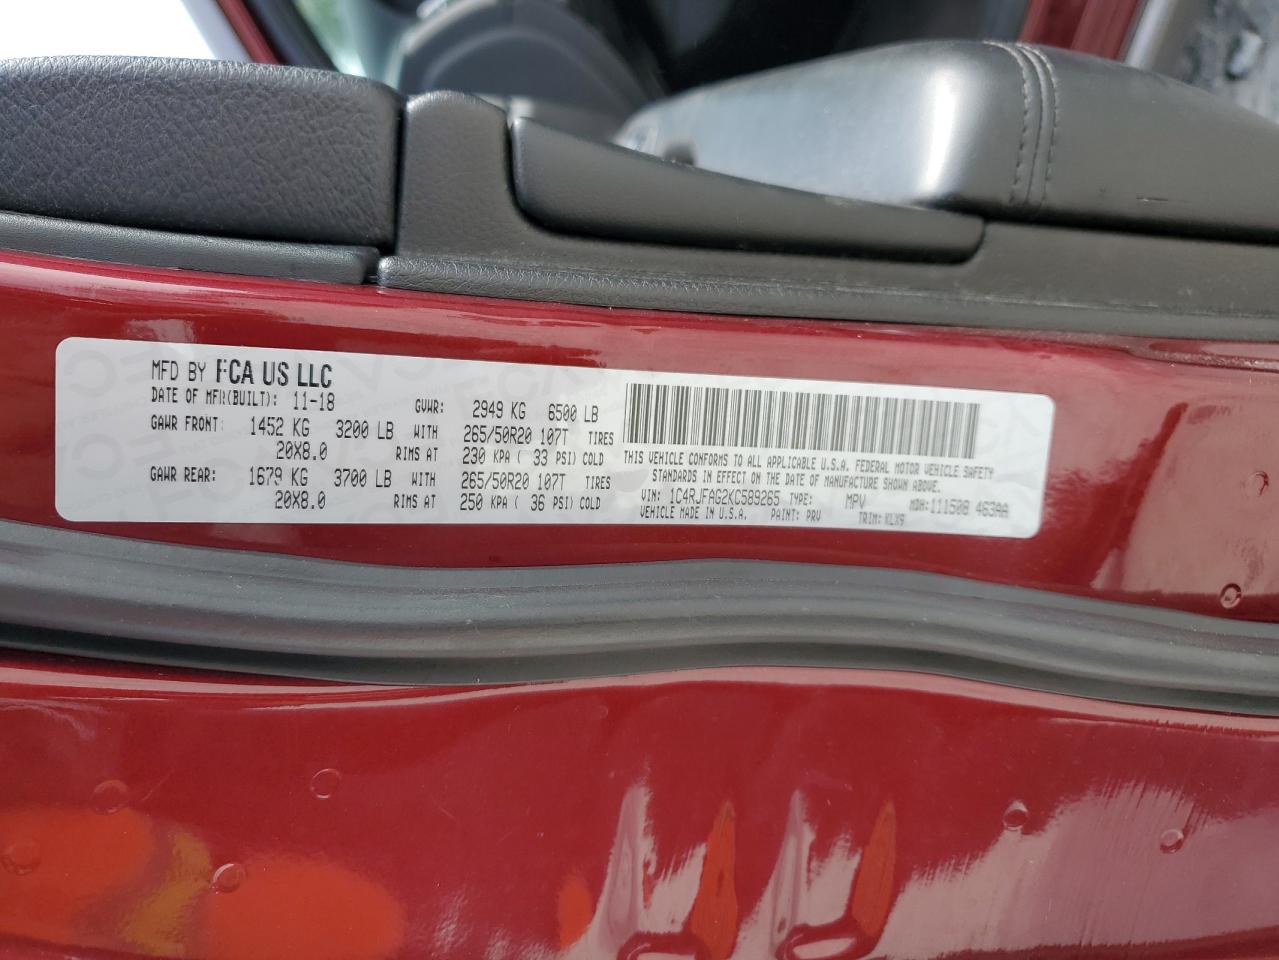 MFD BY FCA US LLC
DATE OF MFR(BUILT): 11-18 GVWR: 2949 KG 6500 LB
GAWR FRONT: 1452 KG 3200 LB WITH 265/50R20 107T TIRES
20X8.0 RIMS AT 230 KPA ( 33 PSI) COLD
GAWR REAR: 1679 KG 3700 LB WITH 265/50R20 107T TIRES
20X8.0 RIMS AT 250 KPA ( 36 PSI) COLD
THIS VEHICLE CONFORMS TO ALL APPLICABLE U.S.A. FEDERAL MOTOR VEHICLE SAFETY
STANDARDS IN EFFECT ON THE DATE OF MANUFACTURE SHOWN ABOVE.
VIN: 1C4RJFAG2KC589265 TYPE: MPV MDH:111508 463AA
VEHICLE MADE IN U.S.A. PAINT: PRV TRIM: KLX9